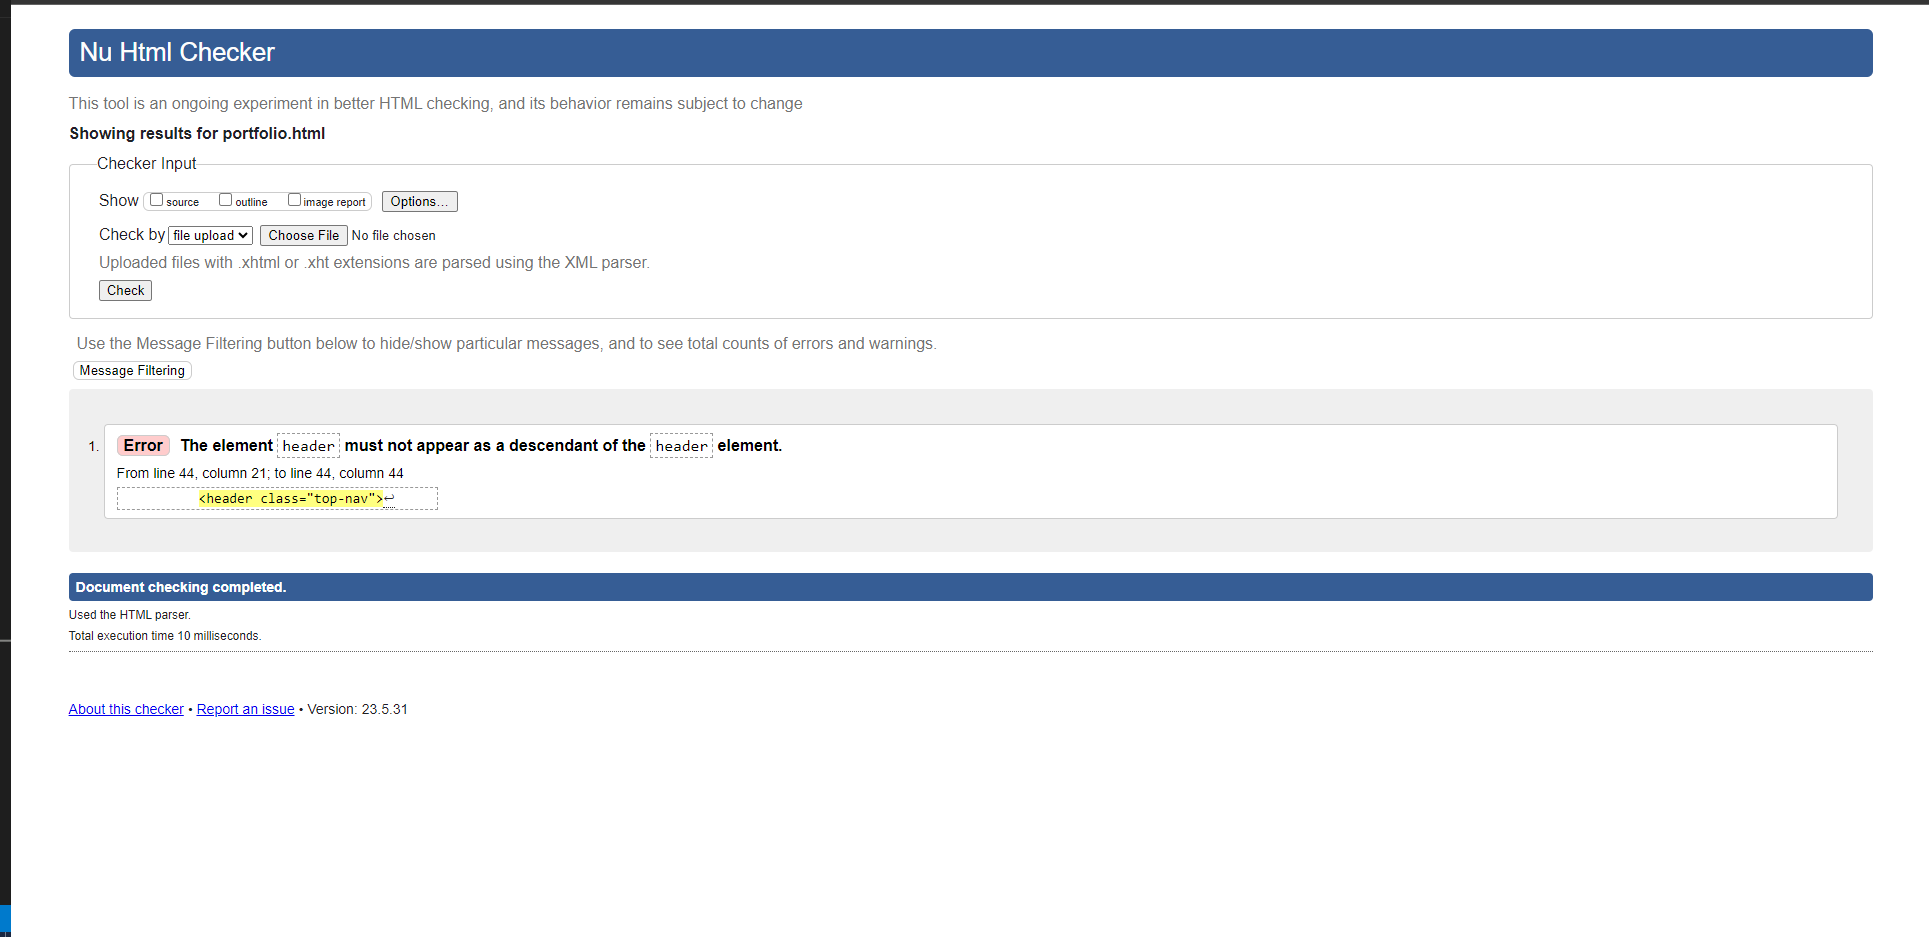 Nu Html Checker
This tool is an ongoing experiment in better HTML checking, and its behavior remains subject to change
Showing results for portfolio.html
Checker Input
Show source outline image report Options...
Check by file upload Choose File No file chosen
Uploaded files with .xhtml or .xht extensions are parsed using the XML parser.
Check
Use the Message Filtering button below to hide/show particular messages, and to see total counts of errors and warnings.
Message Filtering
1. Error The element header must not appear as a descendant of the header element.
From line 44, column 21; to line 44, column 44
<header class="top-nav">↩
Document checking completed.
Used the HTML parser.
Total execution time 10 milliseconds.
About this checker • Report an issue • Version: 23.5.31